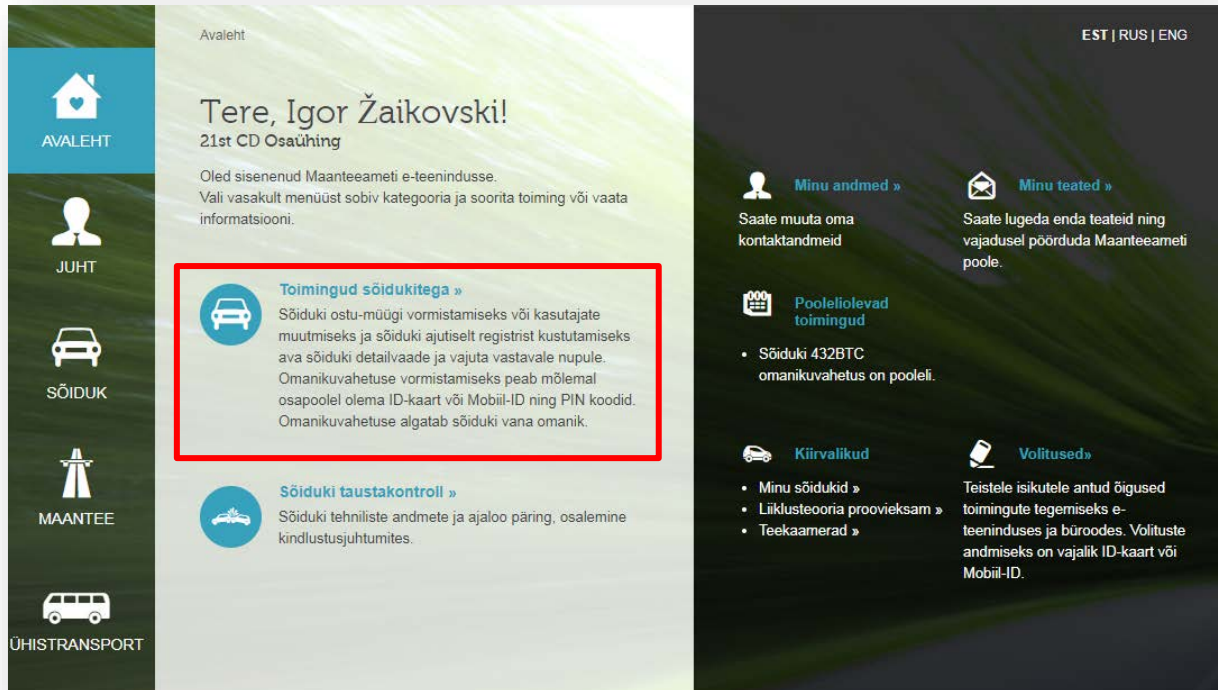 AVALEHT
JUHT
SÕIDUK
MAANTEE
ÜHISTRANSPORT
Avaleht
Tere, Igor Žaikovski!
21st CD Osaühing
Oled sisenenud Maanteeameti e-teenindusse.
Vali vasakult menüüst sobiv kategooria ja soorita toiming või vaata
informatsiooni.
Toimingud sõidukitega »
Sõiduki ostu-müügi vormistamiseks või kasutajate
muutmiseks ja sõiduki ajutiselt registrist kustutamiseks
ava sõiduki detailvaade ja vajuta vastavale nupule.
Omanikuvahetuse vormistamiseks peab mõlemal
osapoolel olema ID-kaart või Mobiil-ID ning PIN koodid.
Omanikuvahetuse algatab sõiduki vana omanik.
Sõiduki taustakontroll »
Sõiduki tehniliste andmete ja ajaloo päring, osalemine
kindlustusjuhtumites.
EST | RUS | ENG
Minu andmed »
Saate muuta oma
kontaktandmeid
Minu teated »
Saate lugeda enda teateid ning
vajadusel pöörduda Maanteeameti
poole.
Pooleliolevad
toimingud
• Sõiduki 432BTC
omanikuvahetus on pooleli.
Kiirvalikud
• Minu sõidukid »
• Liiklusteooria proovieksam »
• Teekaamerad »
Volitused»
Teistele isikutele antud õigused
toimingute tegemiseks e-
teeninduses ja büroodes. Volituste
andmiseks on vajalik ID-kaart või
Mobiil-ID.